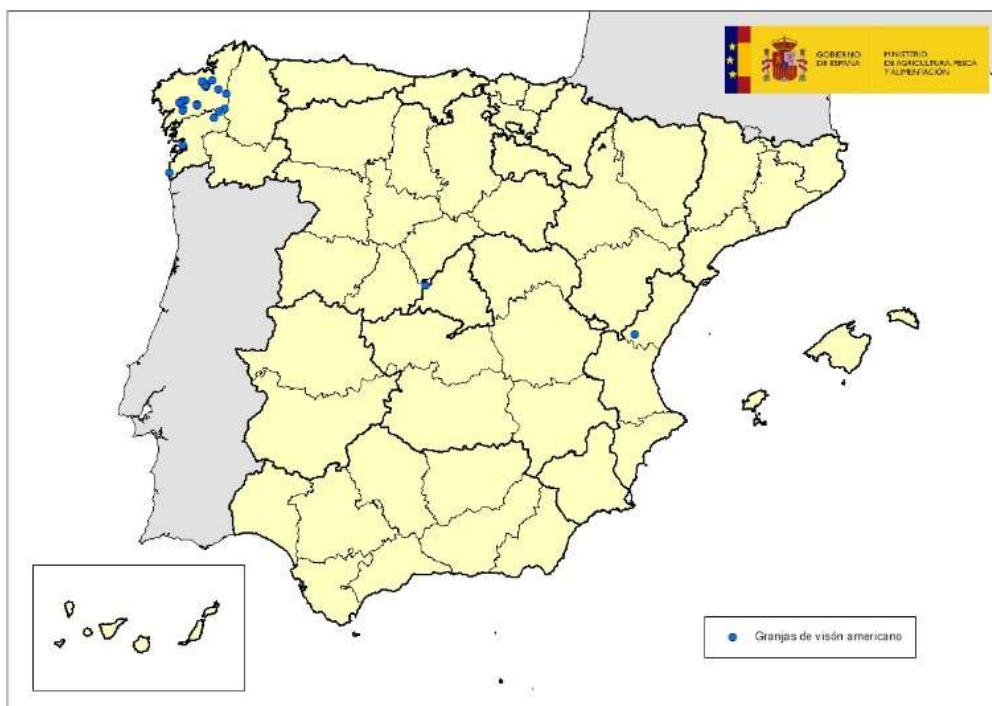 GOBIERNO
DE ESPAÑA
MINISTERIO
DE AGRICULTURA, PESCA
Y ALIMENTACIÓN
Granjas de visón americano